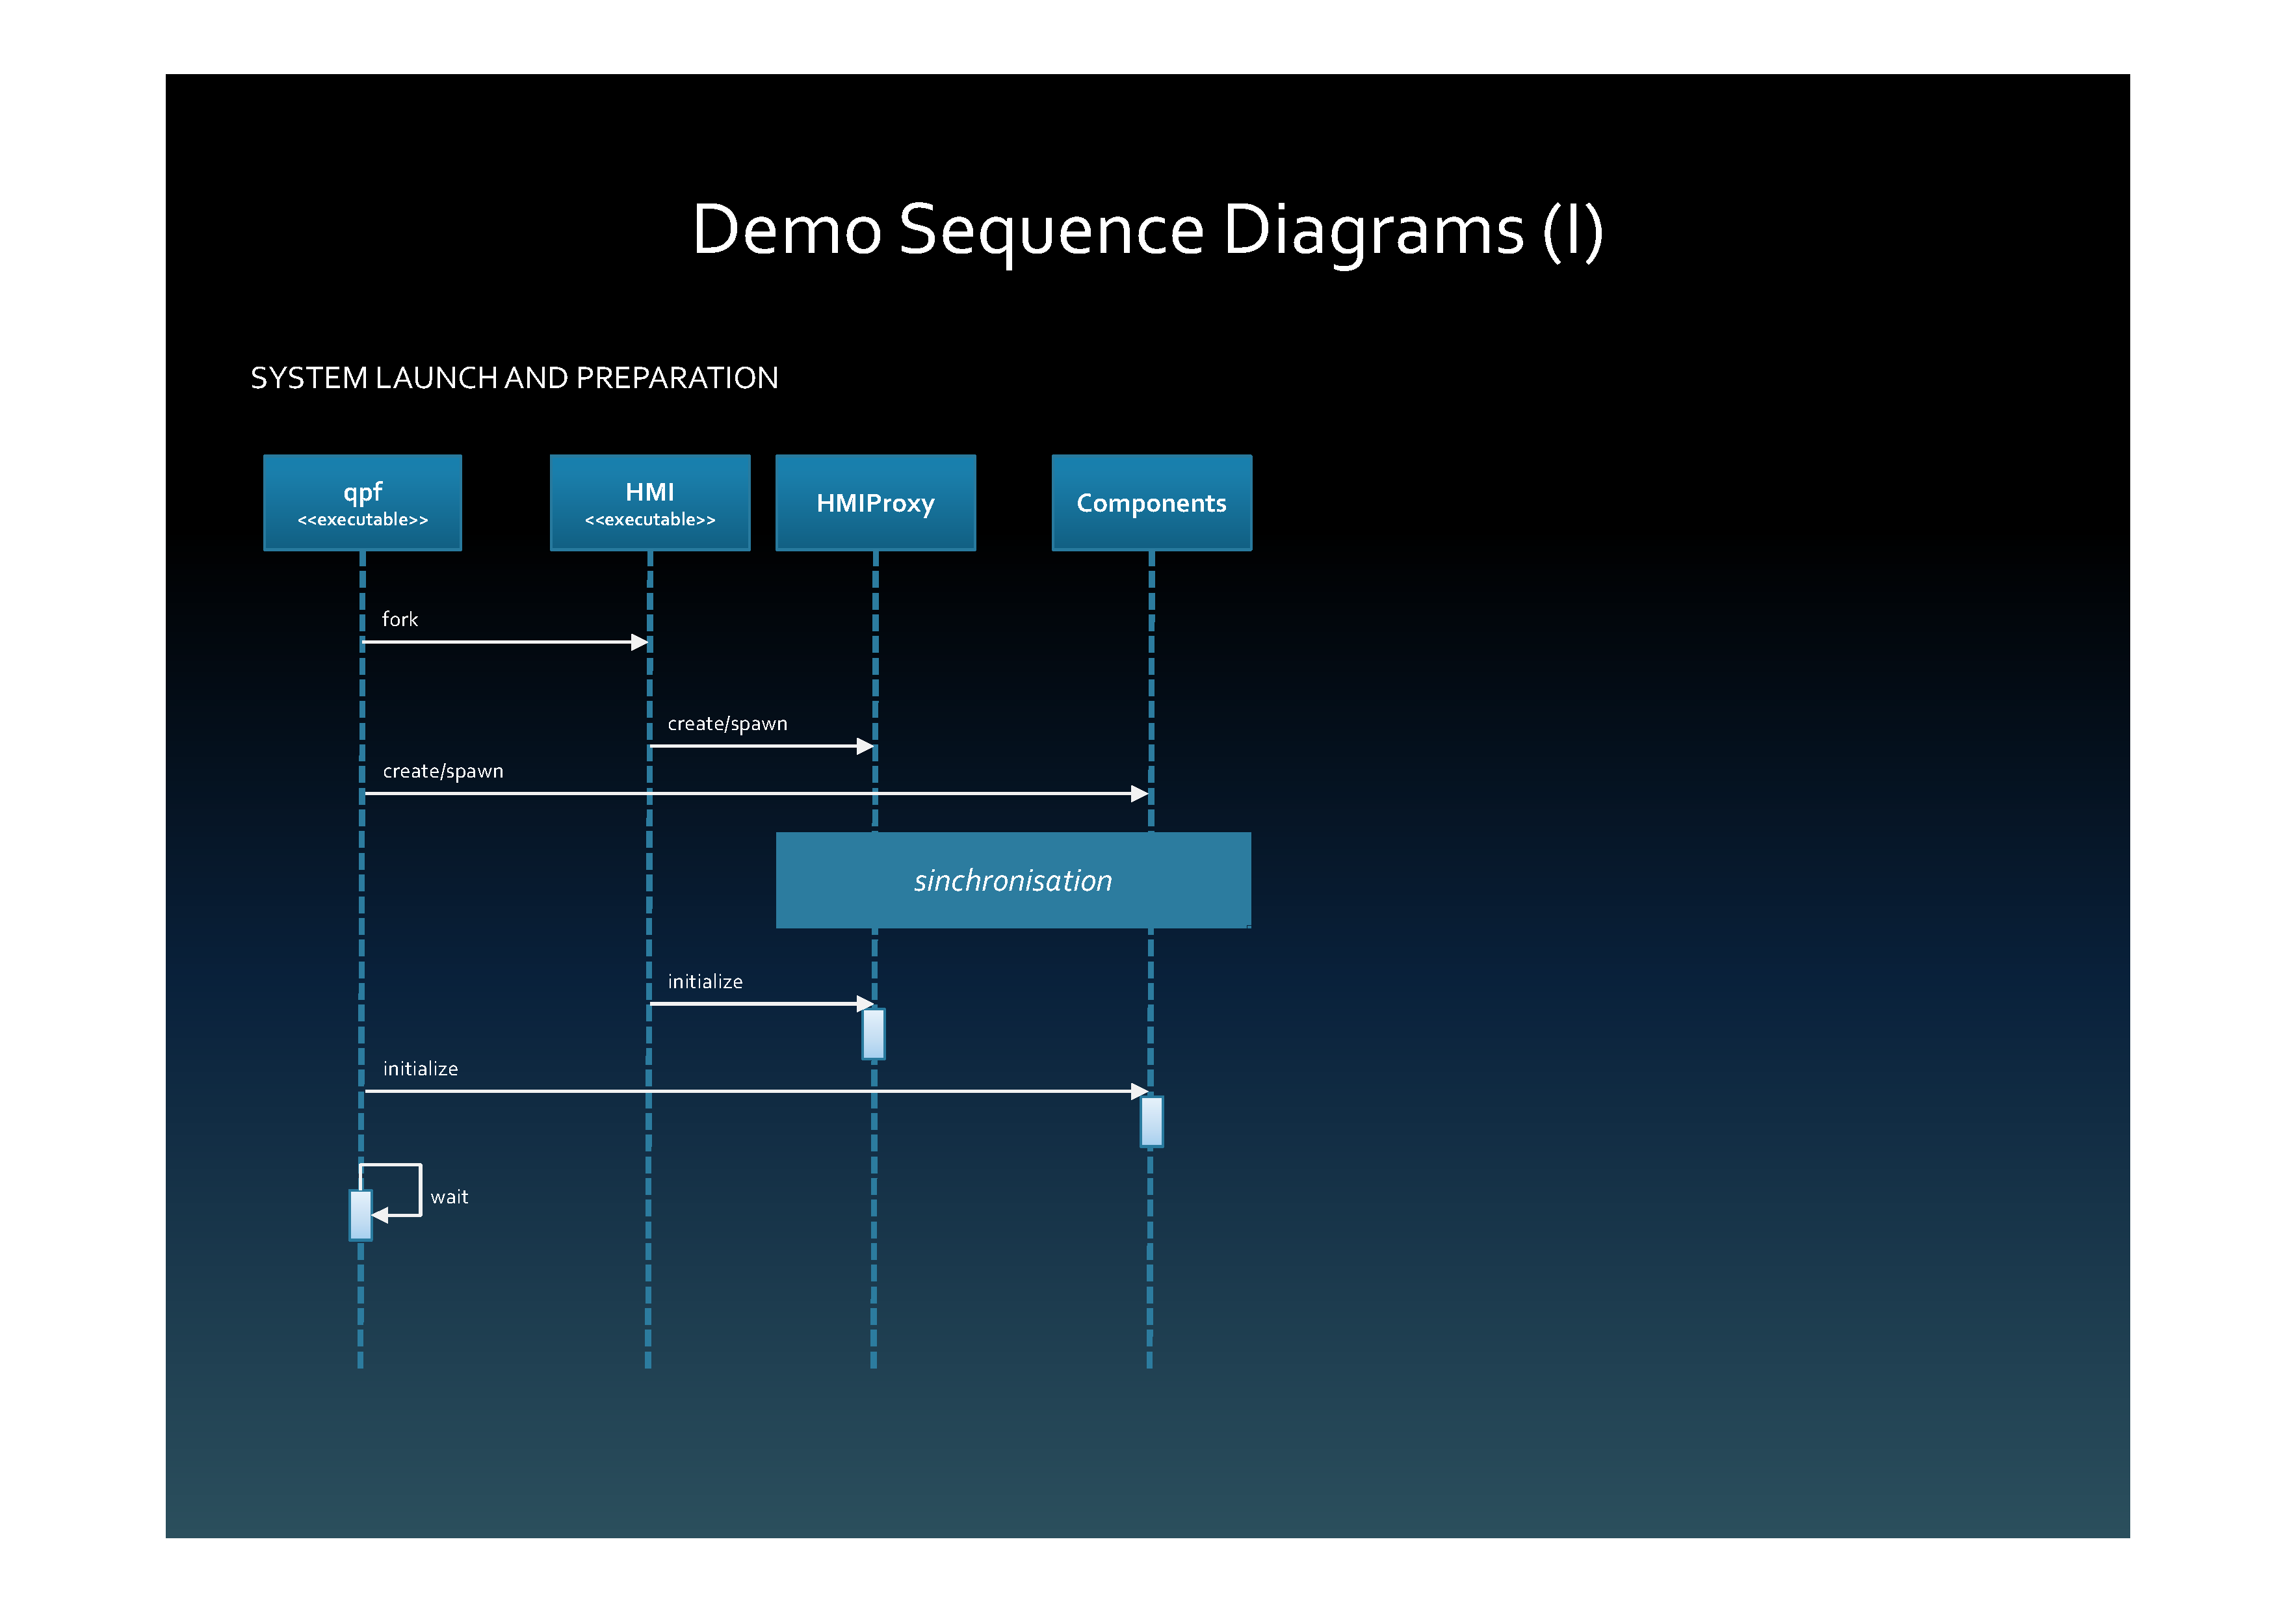 Demo Sequence Diagrams (I)
SYSTEM LAUNCH AND PREPARATION
qpf
<<executable>>
HMI
<<executable>>
HMIProxy
Components
fork
create/spawn
create/spawn
sinchronisation
initialize
initialize
wait